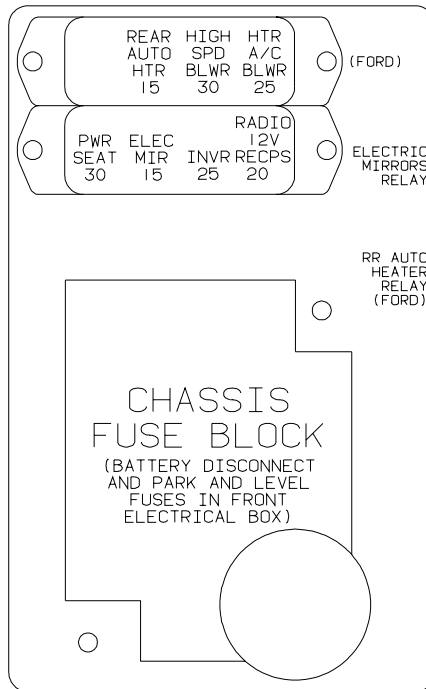 REAR HIGH HTR
AUTO SPD A/C
HTR BLWR BLWR
15 30 25
(FORD)
RADIO
PWR ELEC 12V
SEAT MIR INVR RECPS
30 15 25 20
ELECTRIC
MIRRORS
RELAY
RR AUTO
HEATER
RELAY
(FORD)
CHASSIS
FUSE BLOCK
(BATTERY DISCONNECT
AND PARK AND LEVEL
FUSES IN FRONT
ELECTRICAL BOX)